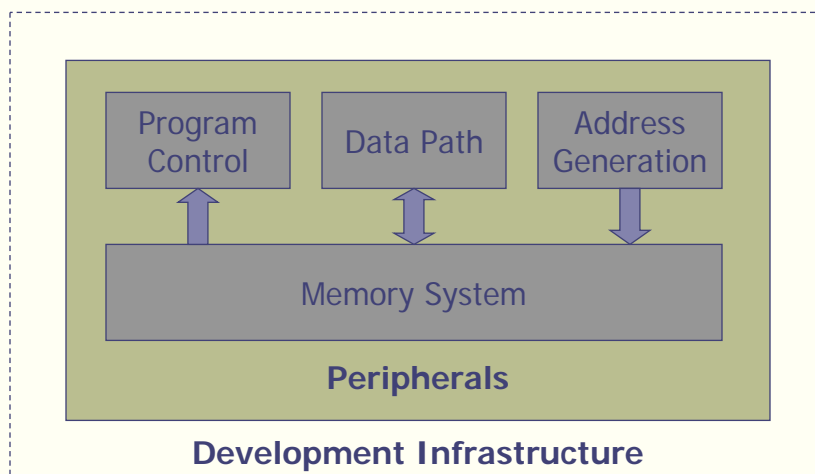 Program
Control
Data Path
Address
Generation
Memory System
Peripherals
Development Infrastructure